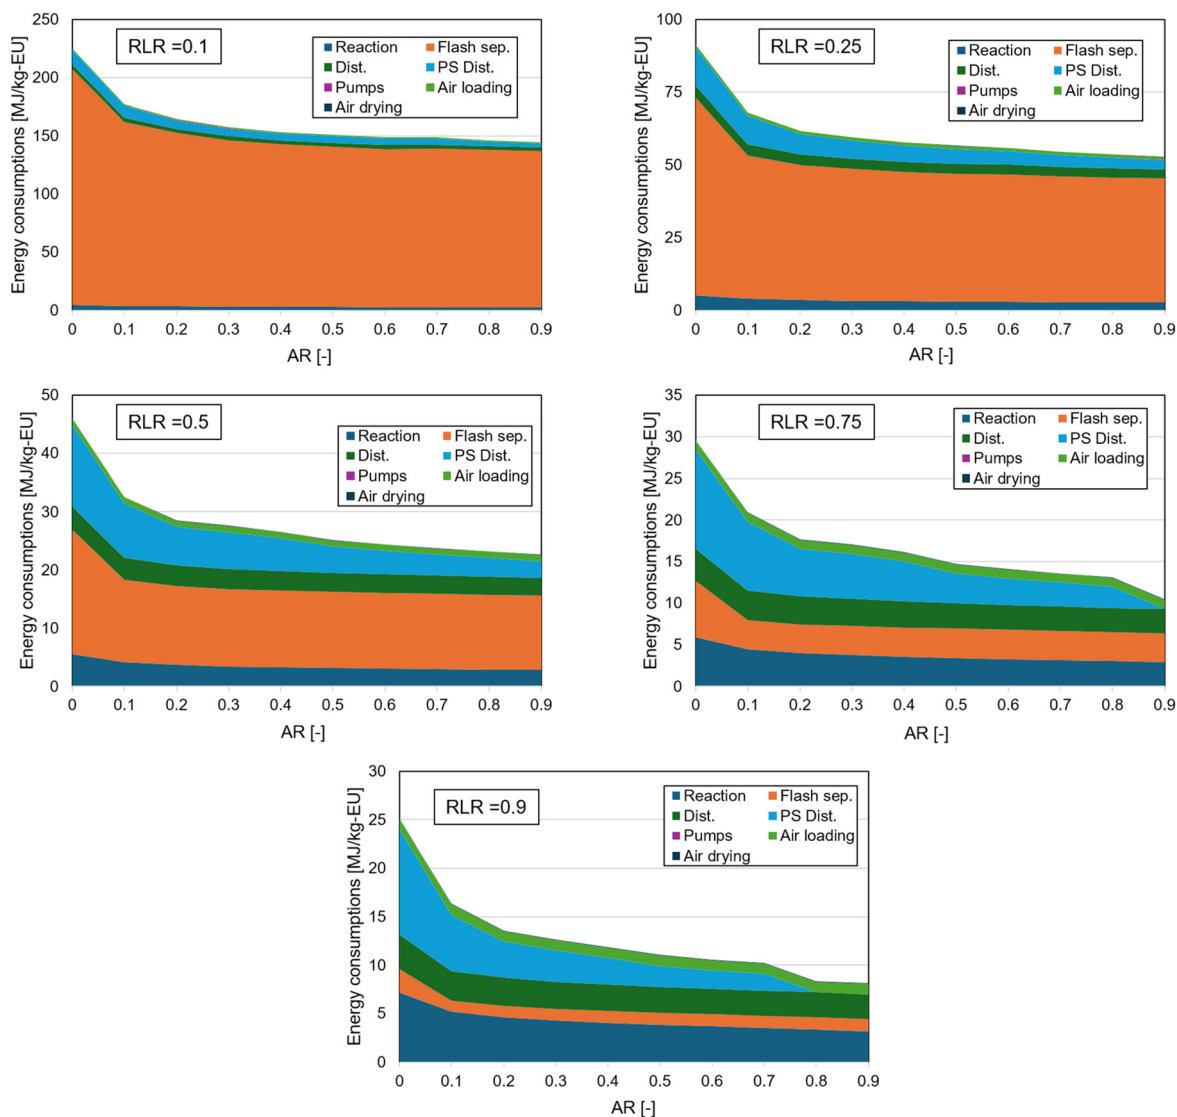 Energy consumptions [MJ/kg-EU]
250
200
150
100
50
0
RLR =0.1
Reaction Flash sep.
Dist. PS Dist.
Pumps Air loading
Air drying
0 0.1 0.2 0.3 0.4 0.5 0.6 0.7 0.8 0.9
AR [-]
Energy consumptions [MJ/kg-EU]
100
75
50
25
0
RLR =0.25
Reaction Flash sep.
Dist. PS Dist.
Pumps Air loading
Air drying
0 0.1 0.2 0.3 0.4 0.5 0.6 0.7 0.8 0.9
AR [-]
Energy consumptions [MJ/kg-EU]
50
40
30
20
10
0
RLR =0.5
Reaction Flash sep.
Dist. PS Dist.
Pumps Air loading
Air drying
0 0.1 0.2 0.3 0.4 0.5 0.6 0.7 0.8 0.9
AR [-]
Energy consumptions [MJ/kg-EU]
35
30
25
20
15
10
5
0
RLR =0.75
Reaction Flash sep.
Dist. PS Dist.
Pumps Air loading
Air drying
0 0.1 0.2 0.3 0.4 0.5 0.6 0.7 0.8 0.9
AR [-]
Energy consumptions [MJ/kg-EU]
30
25
20
15
10
5
0
RLR =0.9
Reaction Flash sep.
Dist. PS Dist.
Pumps Air loading
Air drying
0 0.1 0.2 0.3 0.4 0.5 0.6 0.7 0.8 0.9
AR [-]